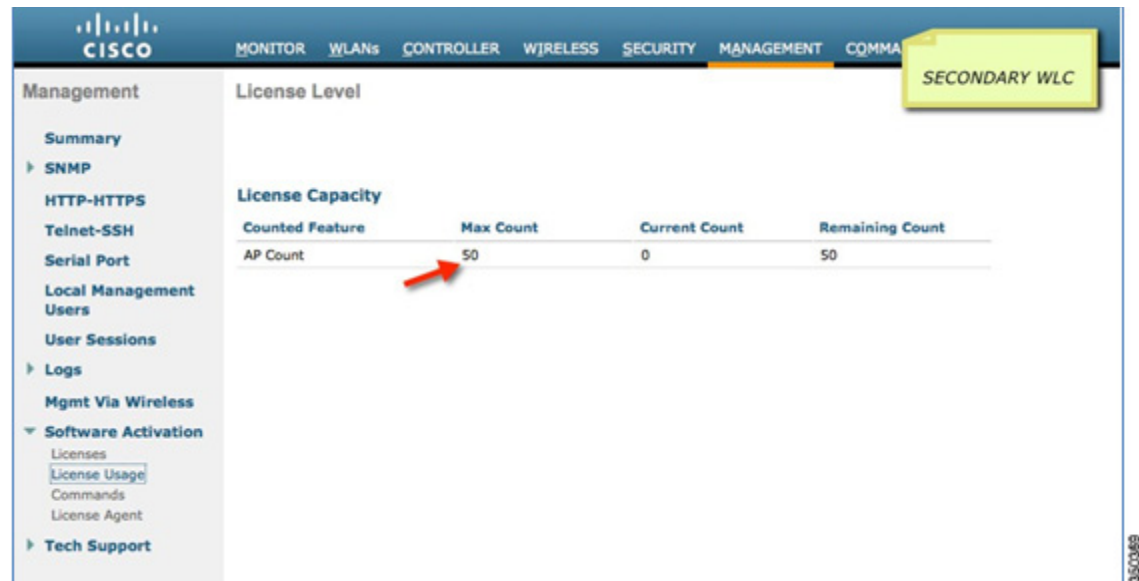 CISCO
MONITOR WLANs CONTROLLER WIRELESS SECURITY MANAGEMENT COMMA
SECONDARY WLC
Management
Summary
SNMP
HTTP-HTTPS
Telnet-SSH
Serial Port
Local Management
Users
User Sessions
Logs
Mgmt Via Wireless
Software Activation
Licenses
License Usage
Commands
License Agent
Tech Support
License Level
License Capacity
Counted Feature Max Count Current Count Remaining Count
AP Count 50 0 50